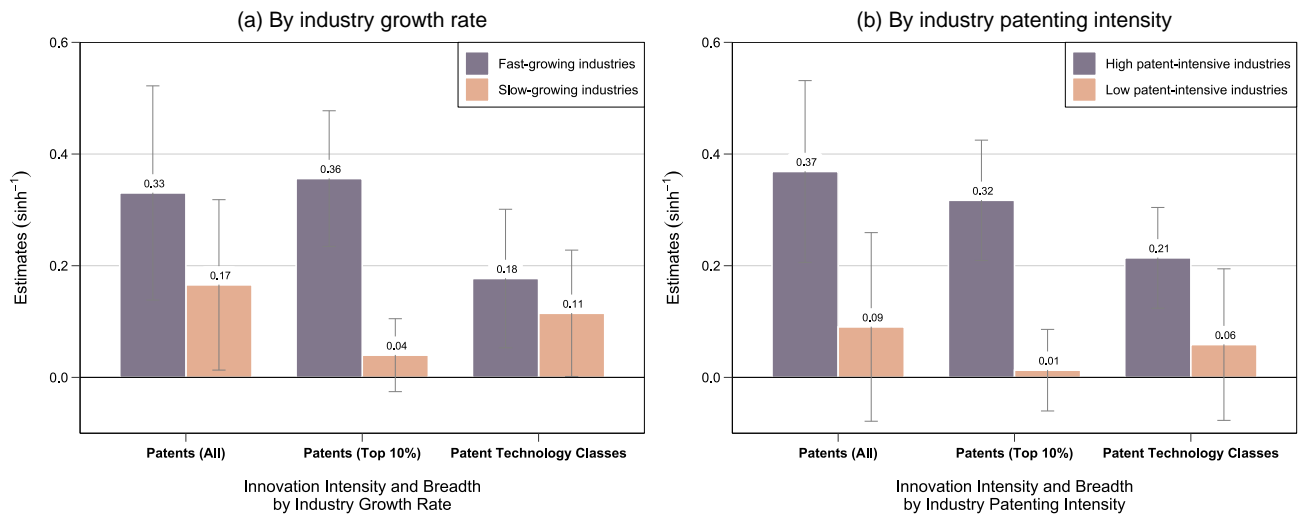 (a) By industry growth rate
0.6
0.4
0.2
0.0
Estimates (sinh⁻¹)
Fast-growing industries
Slow-growing industries
0.33
0.17
0.36
0.04
0.18
0.11
Patents (All)
Patents (Top 10%)
Patent Technology Classes
Innovation Intensity and Breadth
by Industry Growth Rate
(b) By industry patenting intensity
0.6
0.4
0.2
0.0
Estimates (sinh⁻¹)
High patent-intensive industries
Low patent-intensive industries
0.37
0.09
0.32
0.01
0.21
0.06
Patents (All)
Patents (Top 10%)
Patent Technology Classes
Innovation Intensity and Breadth
by Industry Patenting Intensity